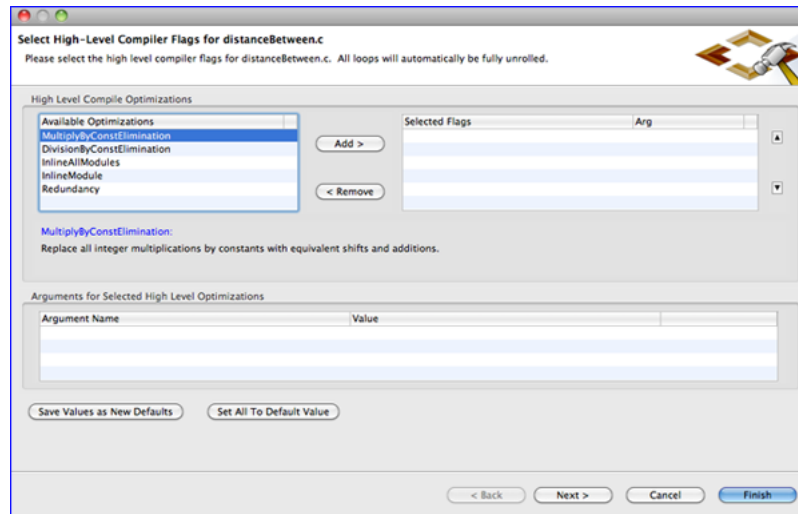 Select High-Level Compiler Flags for distanceBetween.c
Please select the high level compiler flags for distanceBetween.c. All loops will automatically be fully unrolled.
High Level Compile Optimizations
Available Optimizations
MultiplyByConstElimination
DivisionByConstElimination
InlineAllModules
InlineModule
Redundancy
Add >
< Remove
Selected Flags Arg
MultiplyByConstElimination:
Replace all integer multiplications by constants with equivalent shifts and additions.
Arguments for Selected High Level Optimizations
Argument Name Value
Save Values as New Defaults Set All To Default Value
< Back Next > Cancel Finish